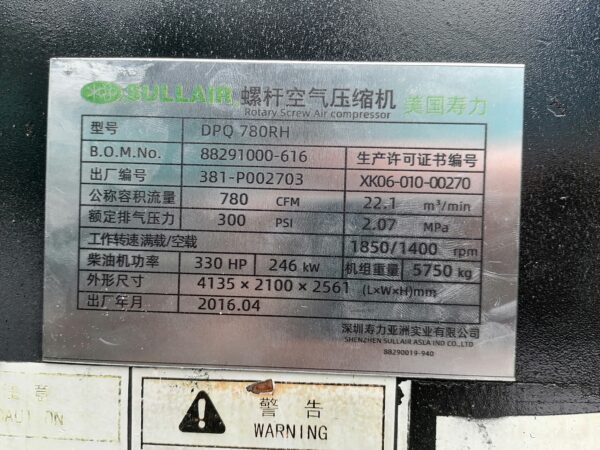 SULLAIR 螺杆空气压缩机 美国寿力
Rotary Screw Air compressor
型号 DPQ 780RH
B.O.M.No. 88291000-616 生产许可证书编号
出厂编号 381-P002703 XK06-010-00270
公称容积流量 780 CFM 22.1 m³/min
额定排气压力 300 PSI 2.07 MPa
工作转速满载/空载 1850/1400 rpm
柴油机功率 330 HP 246 kW 机组重量 5750 kg
外形尺寸 4135 × 2100 × 2561 (L×W×H)mm
出厂年月 2016.04
深圳寿力亚洲实业有限公司
SHENZHEN SULLAIR ASLA IND CO.,LTD
88290019-940
警 告
WARNING